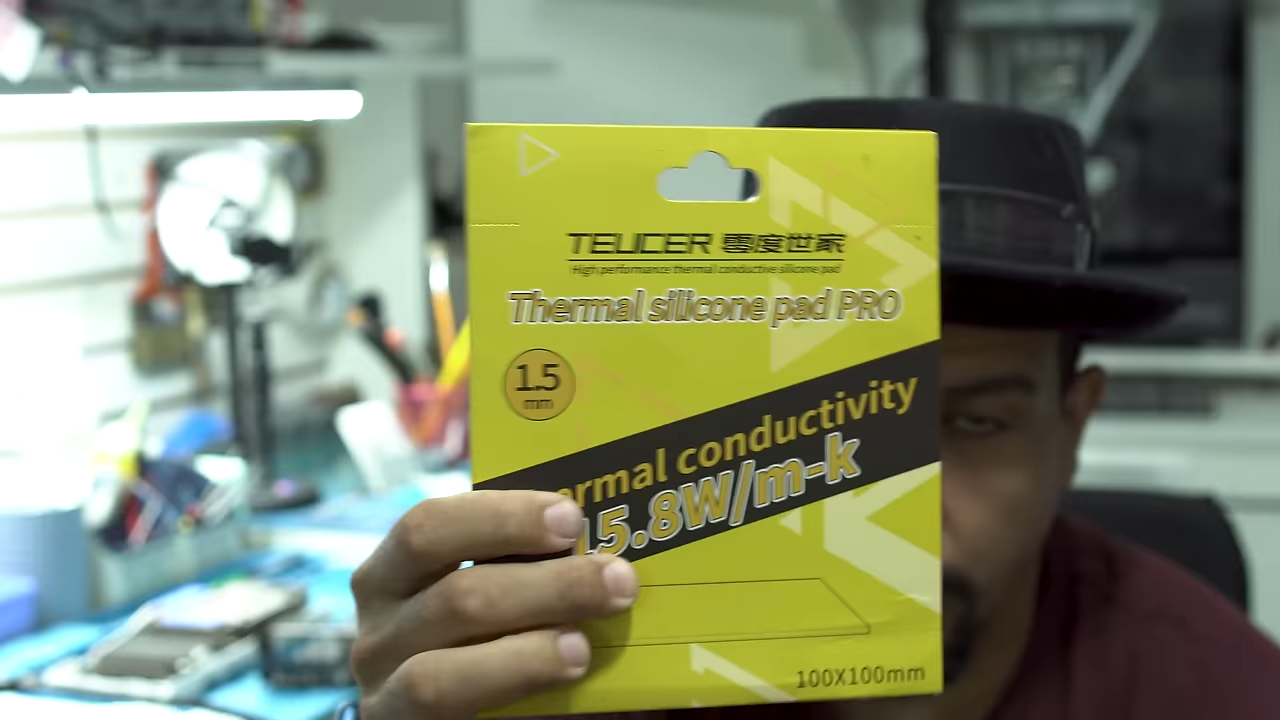 TEUCER 零度世家
High performance thermal conductive silicone pad
Thermal silicone pad PRO
1.5
mm
ermal conductivity
15.8W/m-k
100X100mm